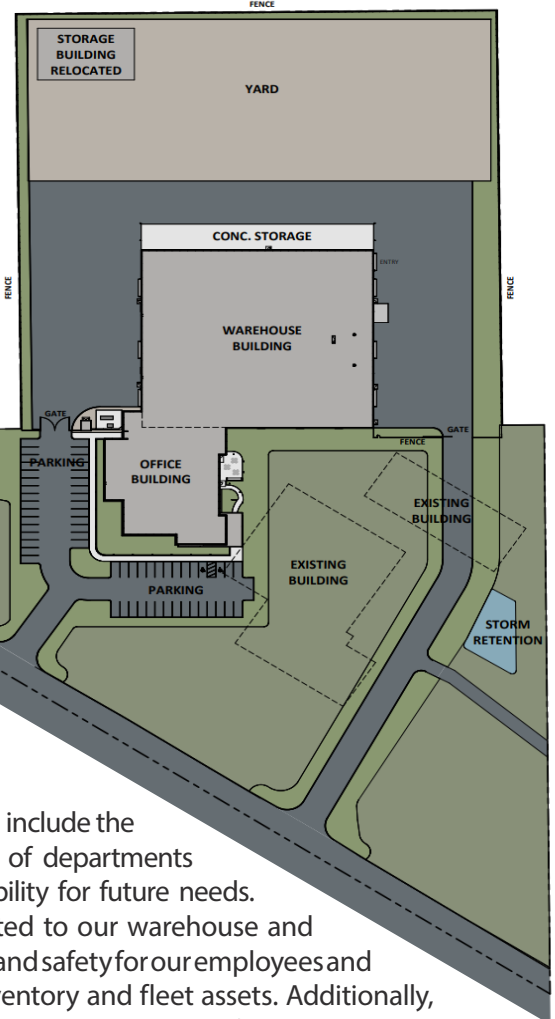 FENCE
STORAGE
BUILDING
RELOCATED
YARD
CONC. STORAGE
ENTRY
FENCE
FENCE
WAREHOUSE
BUILDING
GATE
GATE
FENCE
PARKING
OFFICE
BUILDING
EXISTING
BUILDING
EXISTING
BUILDING
PARKING
STORM
RETENTION
include the
of departments
bility for future needs.
ted to our warehouse and
and safety for our employees and
ventory and fleet assets. Additionally,